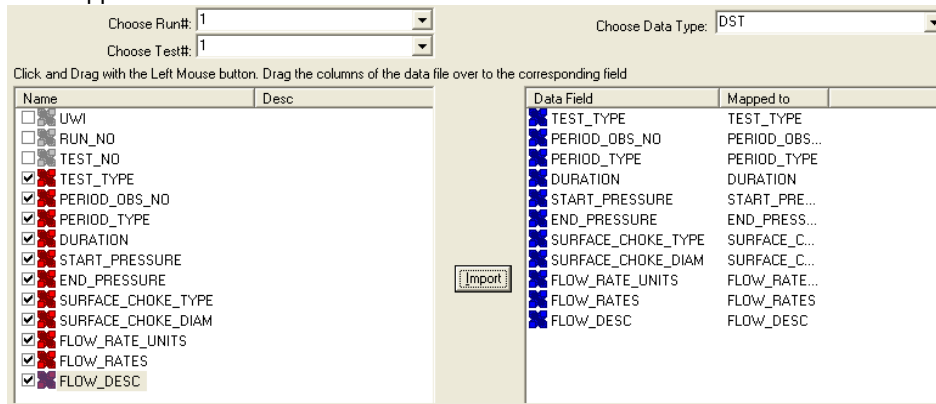 Choose Run#: 1
Choose Data Type: DST
Choose Test#: 1
Click and Drag with the Left Mouse button. Drag the columns of the data file over to the corresponding field
Name Desc
UWI
RUN_NO
TEST_NO
TEST_TYPE
PERIOD_OBS_NO
PERIOD_TYPE
DURATION
START_PRESSURE
END_PRESSURE
SURFACE_CHOKE_TYPE
SURFACE_CHOKE_DIAM
FLOW_RATE_UNITS
FLOW_RATES
FLOW_DESC
Import
Data Field Mapped to
TEST_TYPE TEST_TYPE
PERIOD_OBS_NO PERIOD_OBS...
PERIOD_TYPE PERIOD_TYPE
DURATION DURATION
START_PRESSURE START_PRE...
END_PRESSURE END_PRESS...
SURFACE_CHOKE_TYPE SURFACE_C...
SURFACE_CHOKE_DIAM SURFACE_C...
FLOW_RATE_UNITS FLOW_RATE...
FLOW_RATES FLOW_RATES
FLOW_DESC FLOW_DESC